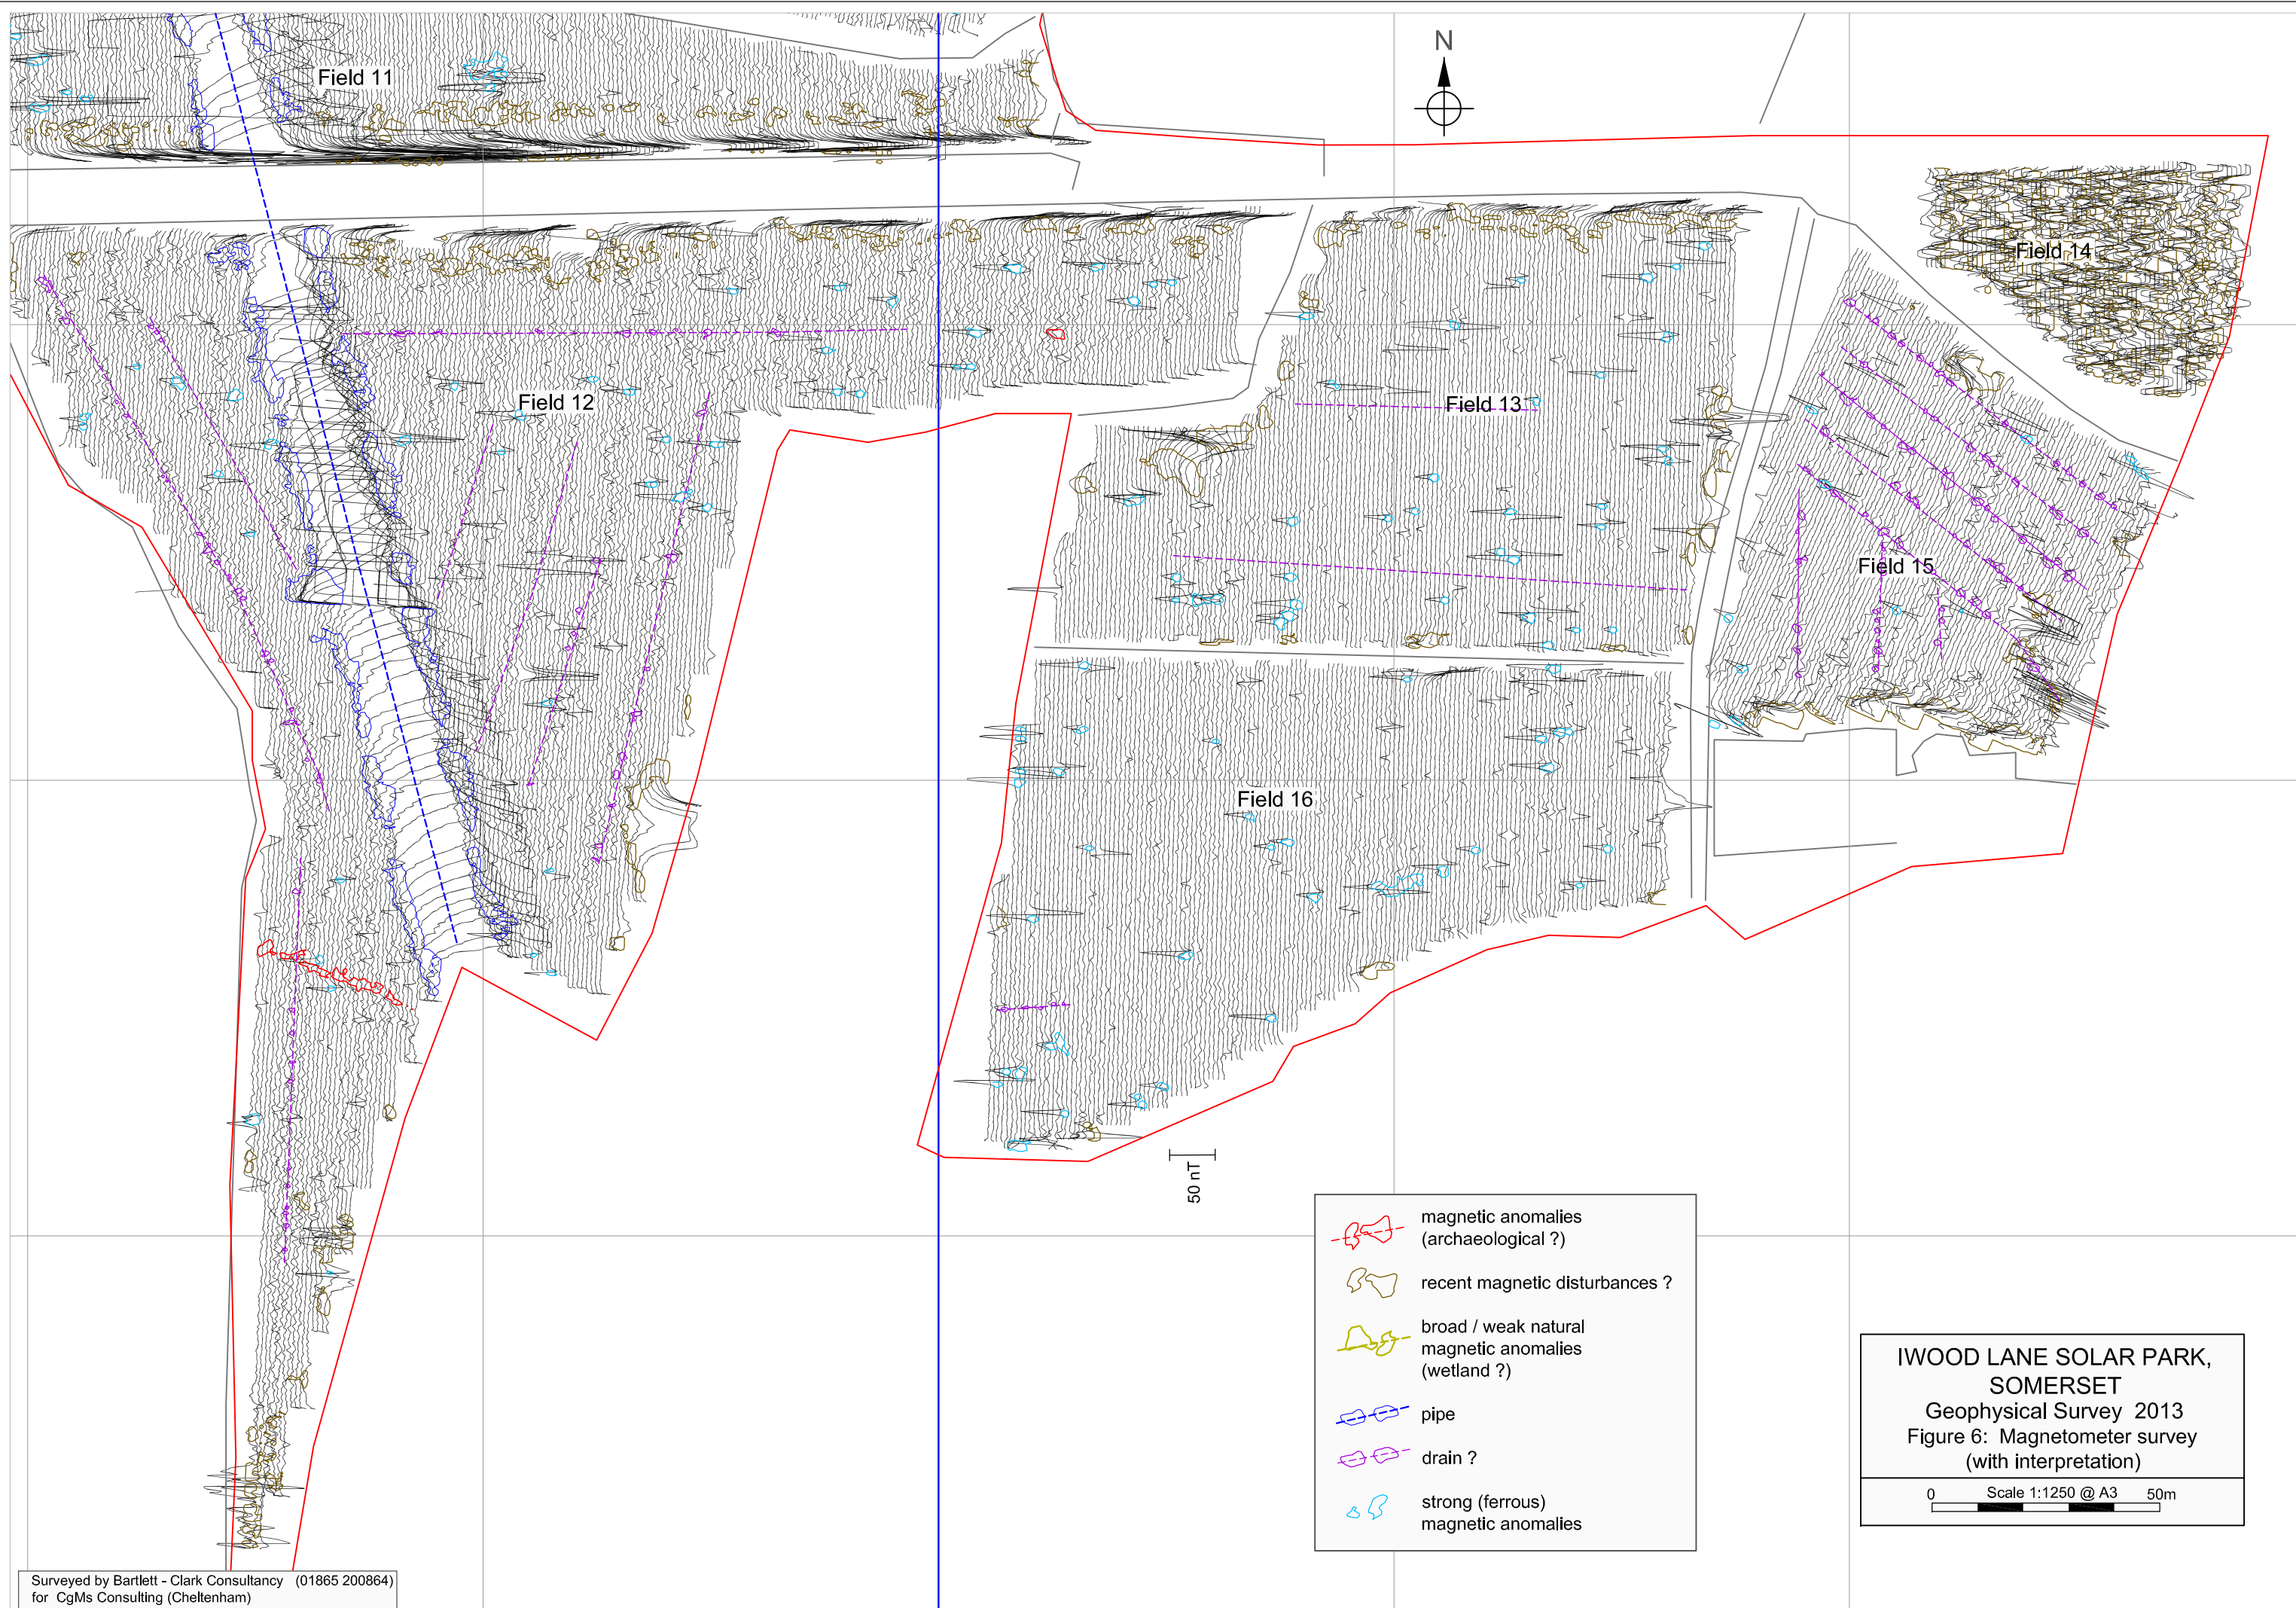 Field 11
N
Field 14
Field 12
Field 13
Field 15
Field 16
50 nT
magnetic anomalies
(archaeological ?)
recent magnetic disturbances ?
broad / weak natural
magnetic anomalies
(wetland ?)
pipe
drain ?
strong (ferrous)
magnetic anomalies
IWOOD LANE SOLAR PARK,
SOMERSET
Geophysical Survey 2013
Figure 6: Magnetometer survey
(with interpretation)
0 Scale 1:1250 @ A3 50m
Surveyed by Bartlett - Clark Consultancy (01865 200864)
for CgMs Consulting (Cheltenham)